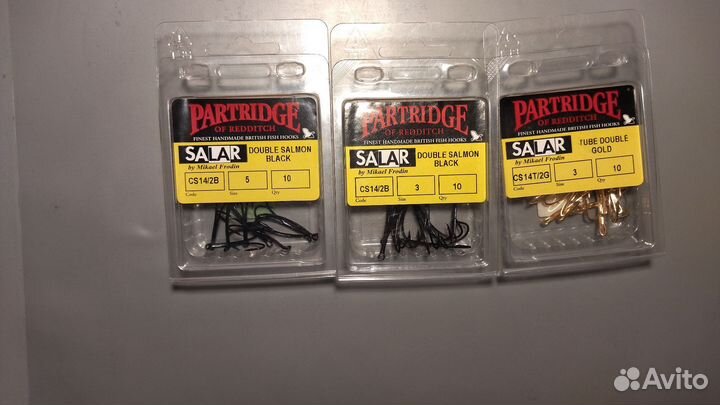 PARTRIDGE
OF REDDITCH
FINEST HANDMADE BRITISH FISH HOOKS
SALAR
by Mikael Frodin
DOUBLE SALMON
BLACK
CS14/2B 5 10
Code Size Qty
PARTRIDGE
OF REDDITCH
FINEST HANDMADE BRITISH FISH HOOKS
SALAR
by Mikael Frodin
DOUBLE SALMON
BLACK
CS14/2B 3 10
Code Size Qty
PARTRIDGE
OF REDDITCH
FINEST HANDMADE BRITISH FISH HOOKS
SALAR
by Mikael Frodin
TUBE DOUBLE
GOLD
CS14T/2G 3 10
Code Size Qty
Avito